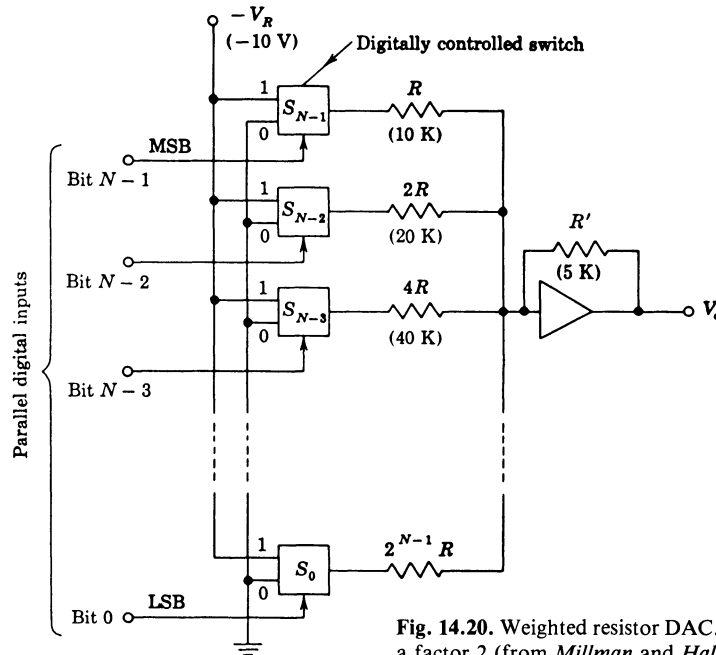 − V_R
(−10 V)
Digitally controlled switch
1
S_{N−1}
0
R
(10 K)
MSB
Bit N − 1
1
S_{N−2}
0
2R
(20 K)
Bit N − 2
R′
(5 K)
1
S_{N−3}
0
4R
(40 K)
Bit N − 3
Parallel digital inputs
1
S_0
0
2^{N−1} R
LSB
Bit 0
Fig. 14.20. Weighted resistor DAC.
a factor 2 (from Millman and